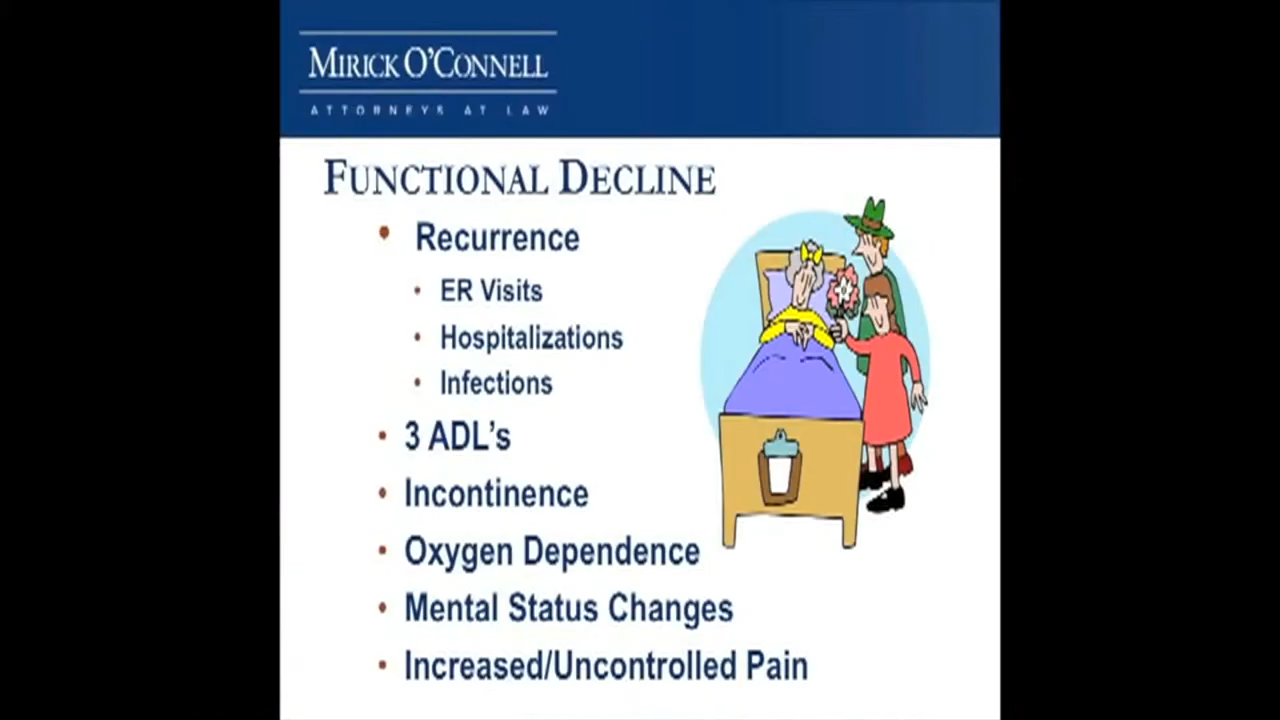 MIRICK O'CONNELL
ATTORNEYS AT LAW
FUNCTIONAL DECLINE
• Recurrence
• ER Visits
• Hospitalizations
• Infections
• 3 ADL's
• Incontinence
• Oxygen Dependence
• Mental Status Changes
• Increased/Uncontrolled Pain